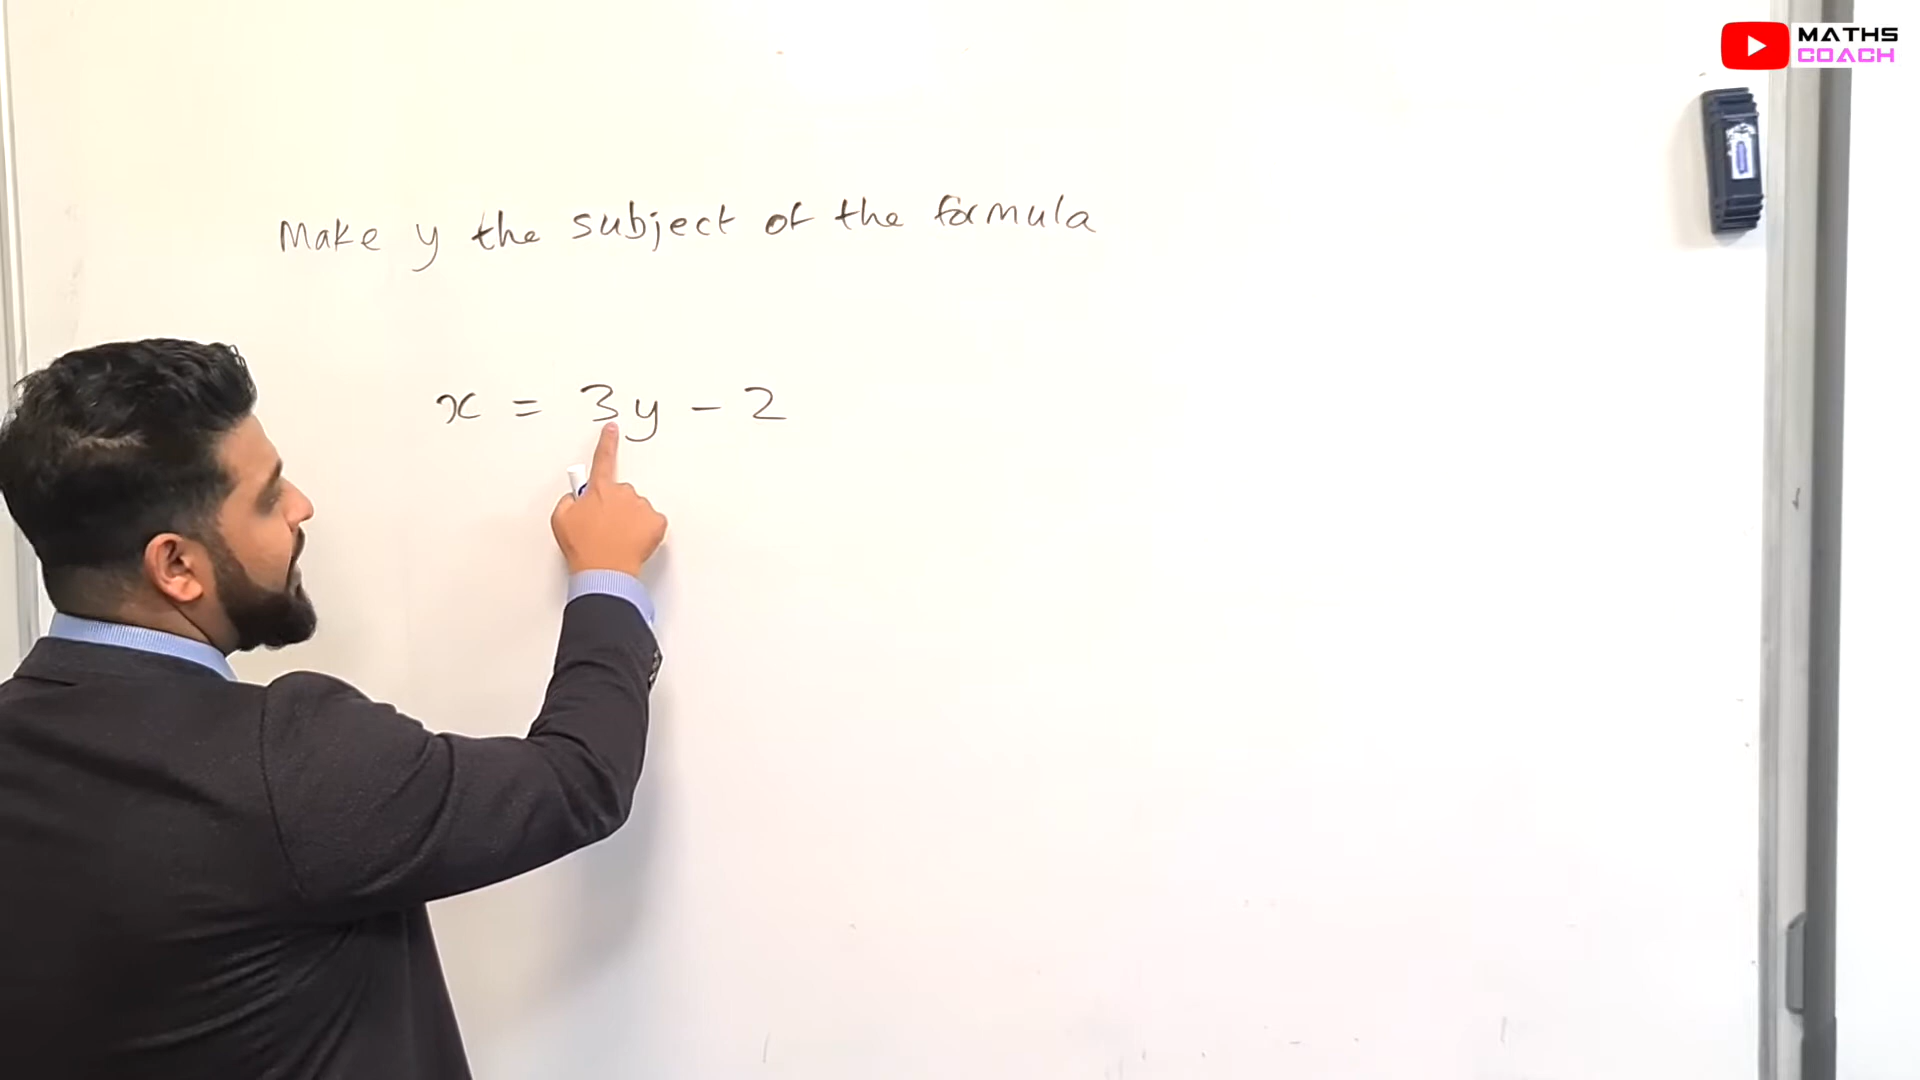 MATHS
COACH
Make y the subject of the formula
x = 3y - 2